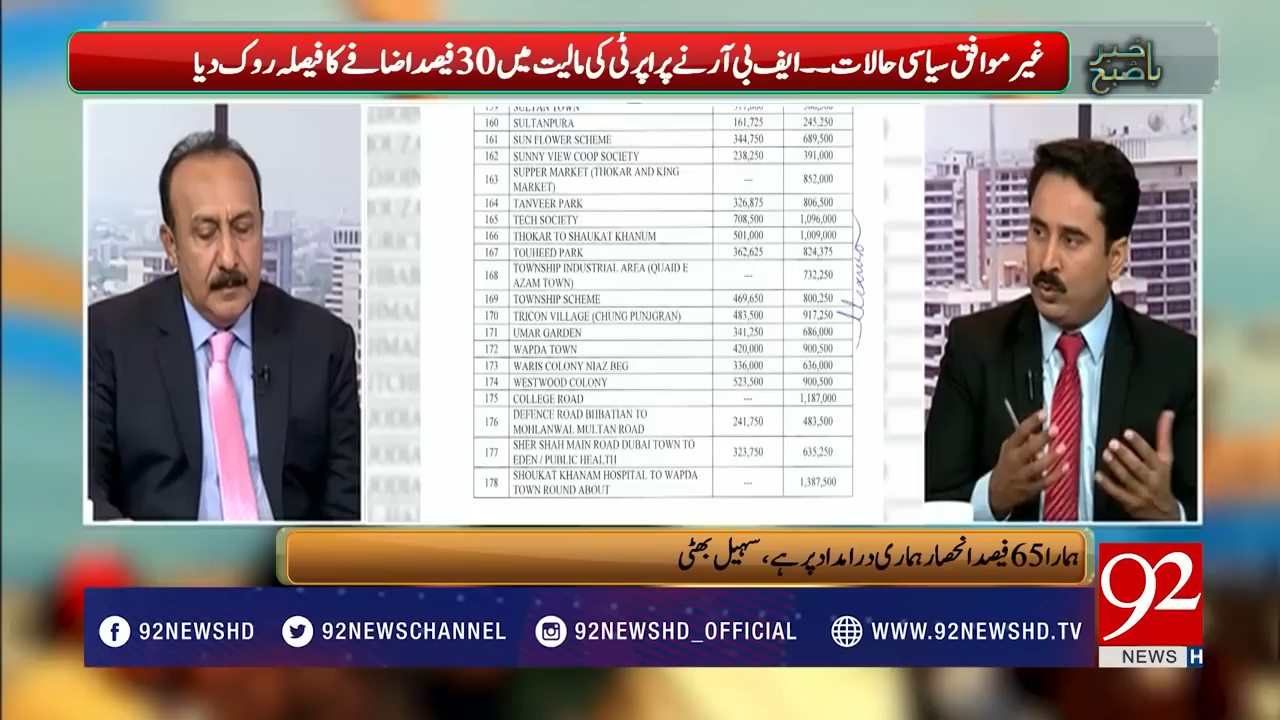 غیر موافق سیاسی حالات۔۔۔ایف بی آر نے پراپرٹی کی مالیت میں 30 فیصد اضافے کا فیصلہ روک دیا
باخبر صبح
159 SULTAN TOWN
160 SULTANPURA 161,725 245,250
161 SUN FLOWER SCHEME 344,750 689,500
162 SUNNY VIEW COOP SOCIETY 238,250 391,000
163 SUPPER MARKET (THOKAR AND KING --- 852,000
MARKET)
164 TANVEER PARK 326,875 806,500
165 TECH SOCIETY 708,500 1,096,000
166 THOKAR TO SHAUKAT KHANUM 501,000 1,009,000
167 TOUHEED PARK 362,625 824,375
168 TOWNSHIP INDUSTRIAL AREA (QUAID E --- 732,250
AZAM TOWN)
169 TOWNSHIP SCHEME 469,650 800,250
170 TRICON VILLAGE (CHUNG PUNJGRAN) 483,500 917,250
171 UMAR GARDEN 341,250 686,000
172 WAPDA TOWN 420,000 900,500
173 WARIS COLONY NIAZ BEG 336,000 636,000
174 WESTWOOD COLONY 523,500 900,500
175 COLLEGE ROAD --- 1,187,000
176 DEFENCE ROAD BHBATIAN TO 241,750 483,500
MOHLANWAL MULTAN ROAD
177 SHER SHAH MAIN ROAD DUBAI TOWN TO 323,750 635,250
EDEN / PUBLIC HEALTH
178 SHOUKAT KHANAM HOSPITAL TO WAPDA --- 1,387,500
TOWN ROUND ABOUT
ہمارا 65 فیصد انحصار ہماری درامداد پر ہے، سہیل بھٹی
92NEWSHD 92NEWSCHANNEL 92NEWSHD_OFFICIAL WWW.92NEWSHD.TV
92
NEWS H